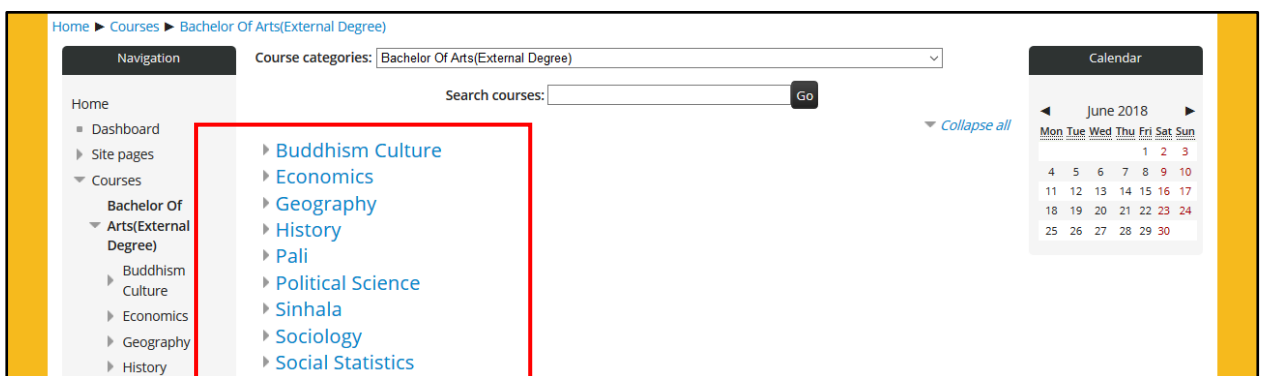 Home ► Courses ► Bachelor Of Arts(External Degree)
Navigation
Home
Dashboard
Site pages
Courses
Bachelor Of
Arts(External
Degree)
Buddhism
Culture
Economics
Geography
History
Course categories: Bachelor Of Arts(External Degree)
Search courses: Go
Collapse all
Buddhism Culture
Economics
Geography
History
Pali
Political Science
Sinhala
Sociology
Social Statistics
Calendar
◄ June 2018 ►
Mon Tue Wed Thu Fri Sat Sun
1 2 3
4 5 6 7 8 9 10
11 12 13 14 15 16 17
18 19 20 21 22 23 24
25 26 27 28 29 30